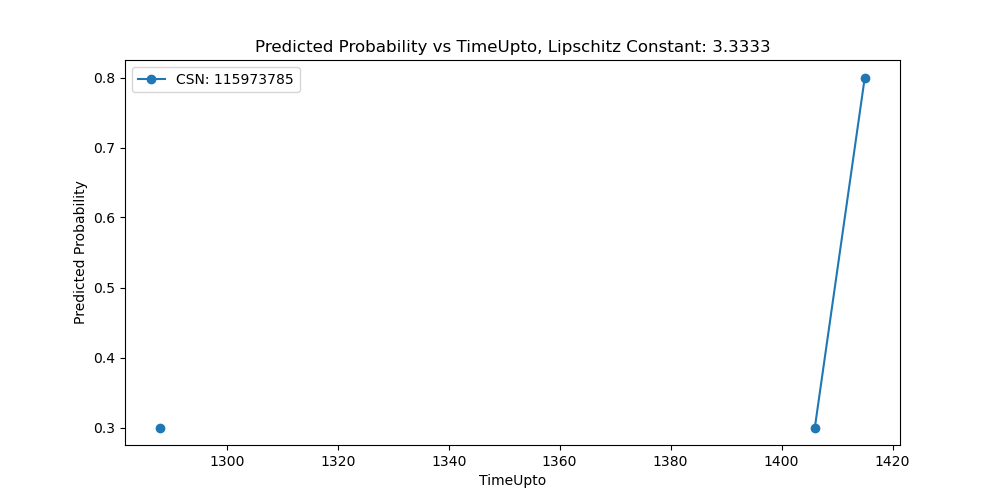 Predicted Probability vs TimeUpto, Lipschitz Constant: 3.3333
CSN: 115973785
Predicted Probability
0.8
0.7
0.6
0.5
0.4
0.3
1300 1320 1340 1360 1380 1400 1420
TimeUpto